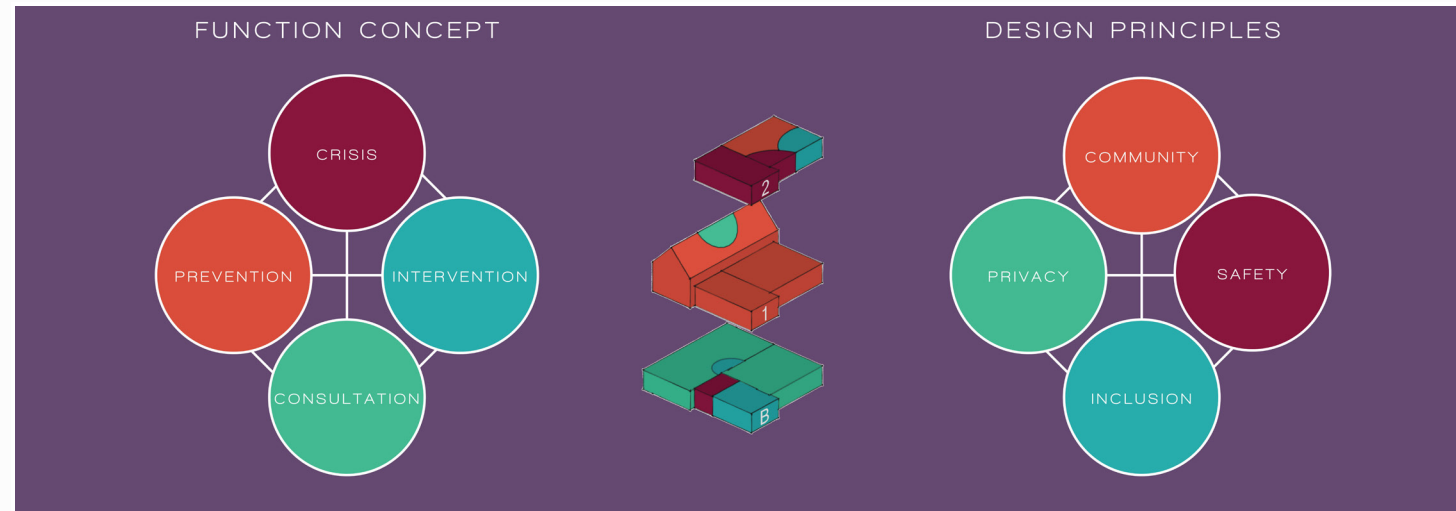 FUNCTION CONCEPT
CRISIS
PREVENTION
INTERVENTION
CONSULTATION
2
1
B
DESIGN PRINCIPLES
COMMUNITY
PRIVACY
SAFETY
INCLUSION